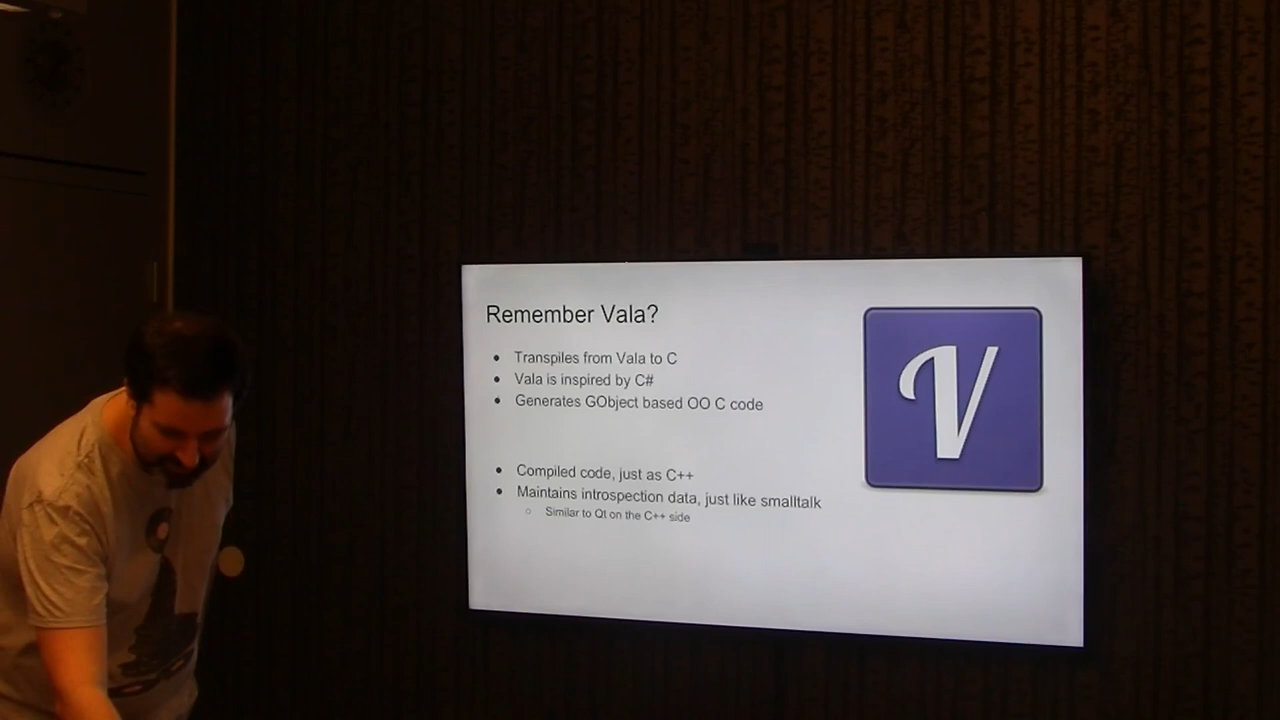 Remember Vala?
● Transpiles from Vala to C
● Vala is inspired by C#
● Generates GObject based OO C code
● Compiled code, just as C++
● Maintains introspection data, just like smalltalk
○ Similar to Qt on the C++ side
V